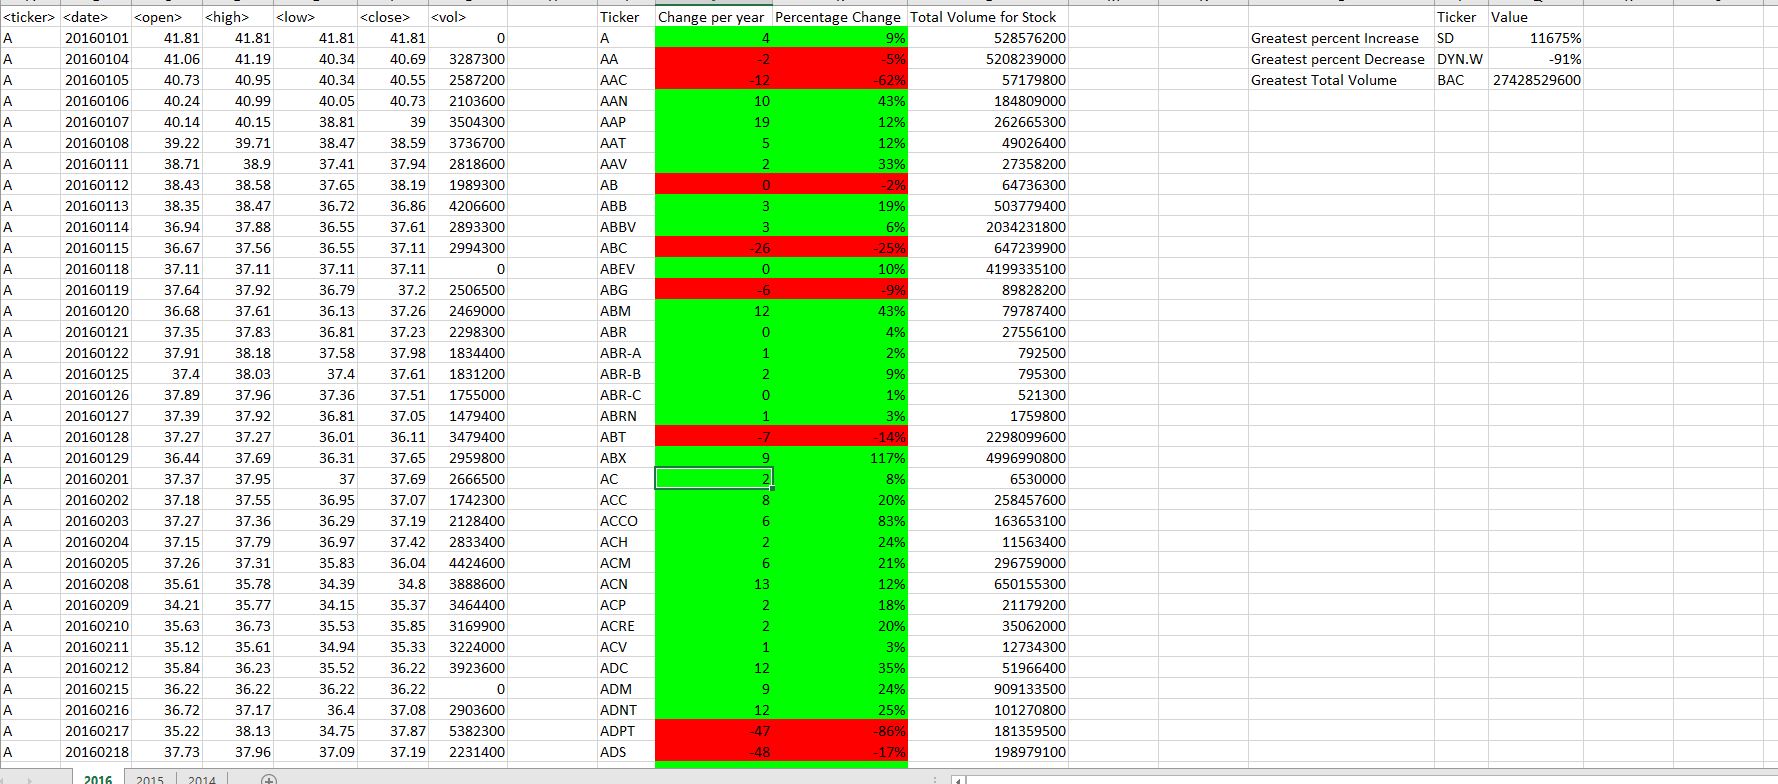 <ticker> <date> <open> <high> <low> <close> <vol> Ticker Change per year Percentage Change Total Volume for Stock Ticker Value
A 20160101 41.81 41.81 41.81 41.81 0 A 4 9% 528576200 Greatest percent Increase SD 11675%
A 20160104 41.06 41.19 40.34 40.69 3287300 AA -2 -5% 5208239000 Greatest percent Decrease DYN.W -91%
A 20160105 40.73 40.95 40.34 40.55 2587200 AAC -12 -62% 57179800 Greatest Total Volume BAC 27428529600
A 20160106 40.24 40.99 40.05 40.73 2103600 AAN 10 43% 184809000
A 20160107 40.14 40.15 38.81 39 3504300 AAP 19 12% 262665300
A 20160108 39.22 39.71 38.47 38.59 3736700 AAT 5 12% 49026400
A 20160111 38.71 38.9 37.41 37.94 2818600 AAV 2 33% 27358200
A 20160112 38.43 38.58 37.65 38.19 1989300 AB 0 -2% 64736300
A 20160113 38.35 38.47 36.72 36.86 4206600 ABB 3 19% 503779400
A 20160114 36.94 37.88 36.55 37.61 2893300 ABBV 3 6% 2034231800
A 20160115 36.67 37.56 36.55 37.11 2994300 ABC -26 -25% 647239900
A 20160118 37.11 37.11 37.11 37.11 0 ABEV 0 10% 4199335100
A 20160119 37.64 37.92 36.79 37.2 2506500 ABG -6 -9% 89828200
A 20160120 36.68 37.61 36.13 37.26 2469000 ABM 12 43% 79787400
A 20160121 37.35 37.83 36.81 37.23 2298300 ABR 0 4% 27556100
A 20160122 37.91 38.18 37.58 37.98 1834400 ABR-A 1 2% 792500
A 20160125 37.4 38.03 37.4 37.61 1831200 ABR-B 2 9% 795300
A 20160126 37.89 37.96 37.36 37.51 1755000 ABR-C 0 1% 521300
A 20160127 37.39 37.92 36.81 37.05 1479400 ABRN 1 3% 1759800
A 20160128 37.27 37.27 36.01 36.11 3479400 ABT -7 -14% 2298099600
A 20160129 36.44 37.69 36.31 37.65 2959800 ABX 9 117% 4996990800
A 20160201 37.37 37.95 37 37.69 2666500 AC 2 8% 6530000
A 20160202 37.18 37.55 36.95 37.07 1742300 ACC 8 20% 258457600
A 20160203 37.27 37.36 36.29 37.19 2128400 ACCO 6 83% 163653100
A 20160204 37.15 37.79 36.97 37.42 2833400 ACH 2 24% 11563400
A 20160205 37.26 37.31 35.83 36.04 4424600 ACM 6 21% 296759000
A 20160208 35.61 35.78 34.39 34.8 3888600 ACN 13 12% 650155300
A 20160209 34.21 35.77 34.15 35.37 3464400 ACP 2 18% 21179200
A 20160210 35.63 36.73 35.53 35.85 3169900 ACRE 2 20% 35062000
A 20160211 35.12 35.61 34.94 35.33 3224000 ACV 1 3% 12734300
A 20160212 35.84 36.23 35.52 36.22 3923600 ADC 12 35% 51966400
A 20160215 36.22 36.22 36.22 36.22 0 ADM 9 24% 909133500
A 20160216 36.72 37.17 36.4 37.08 2903600 ADNT 12 25% 101270800
A 20160217 35.22 38.13 34.75 37.87 5382300 ADPT -47 -86% 181359500
A 20160218 37.73 37.96 37.09 37.19 2231400 ADS -48 -17% 198979100
2016 2015 2014